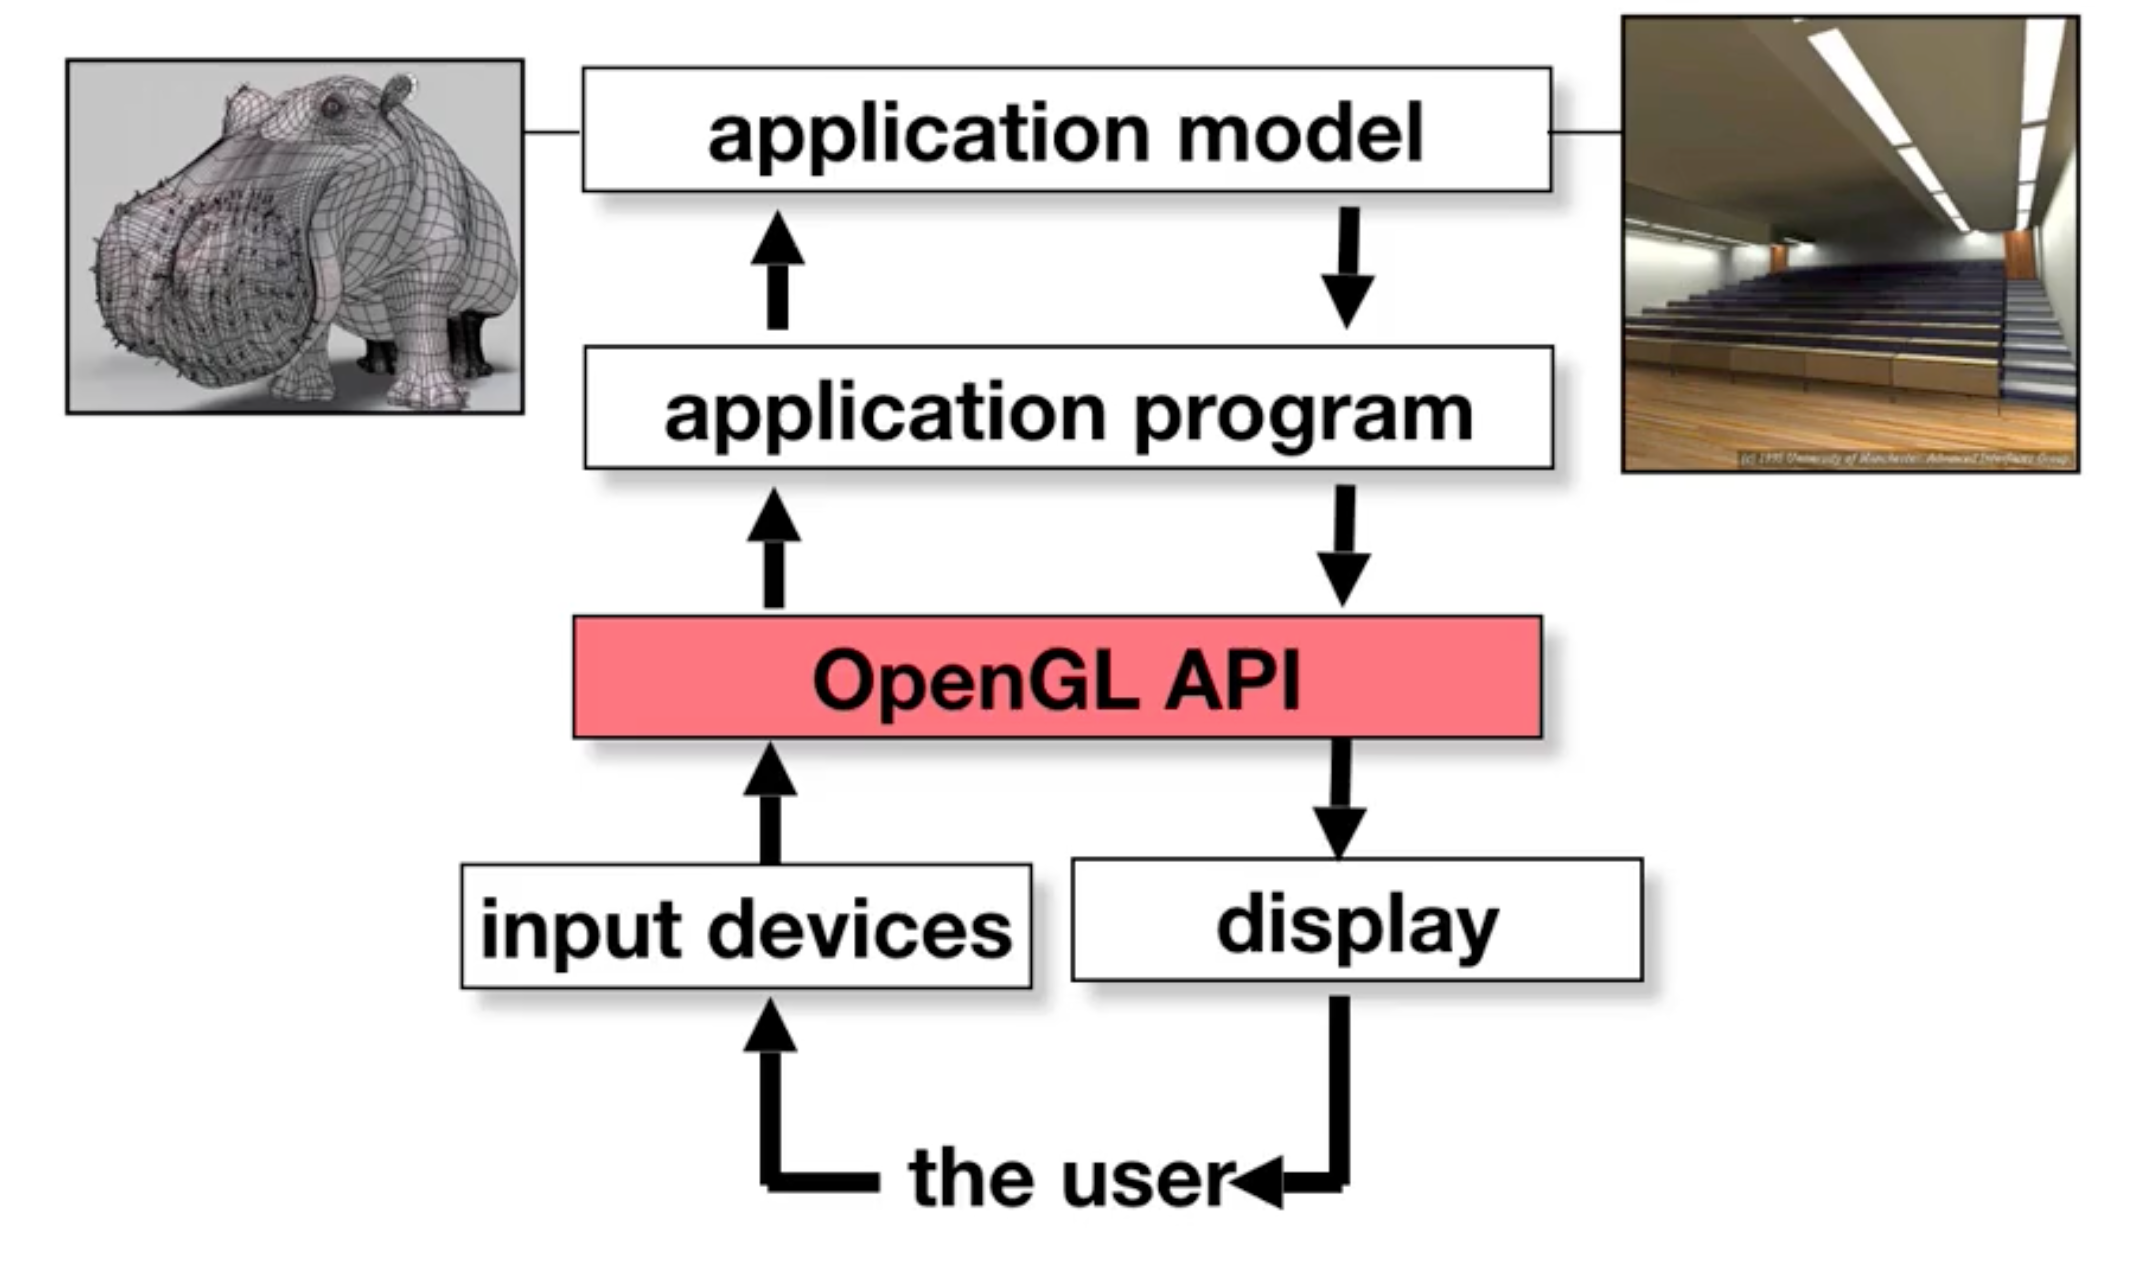 application model
application program
OpenGL API
input devices
display
the user
(c) 1995 University of Manchester, Advanced Interfaces Group